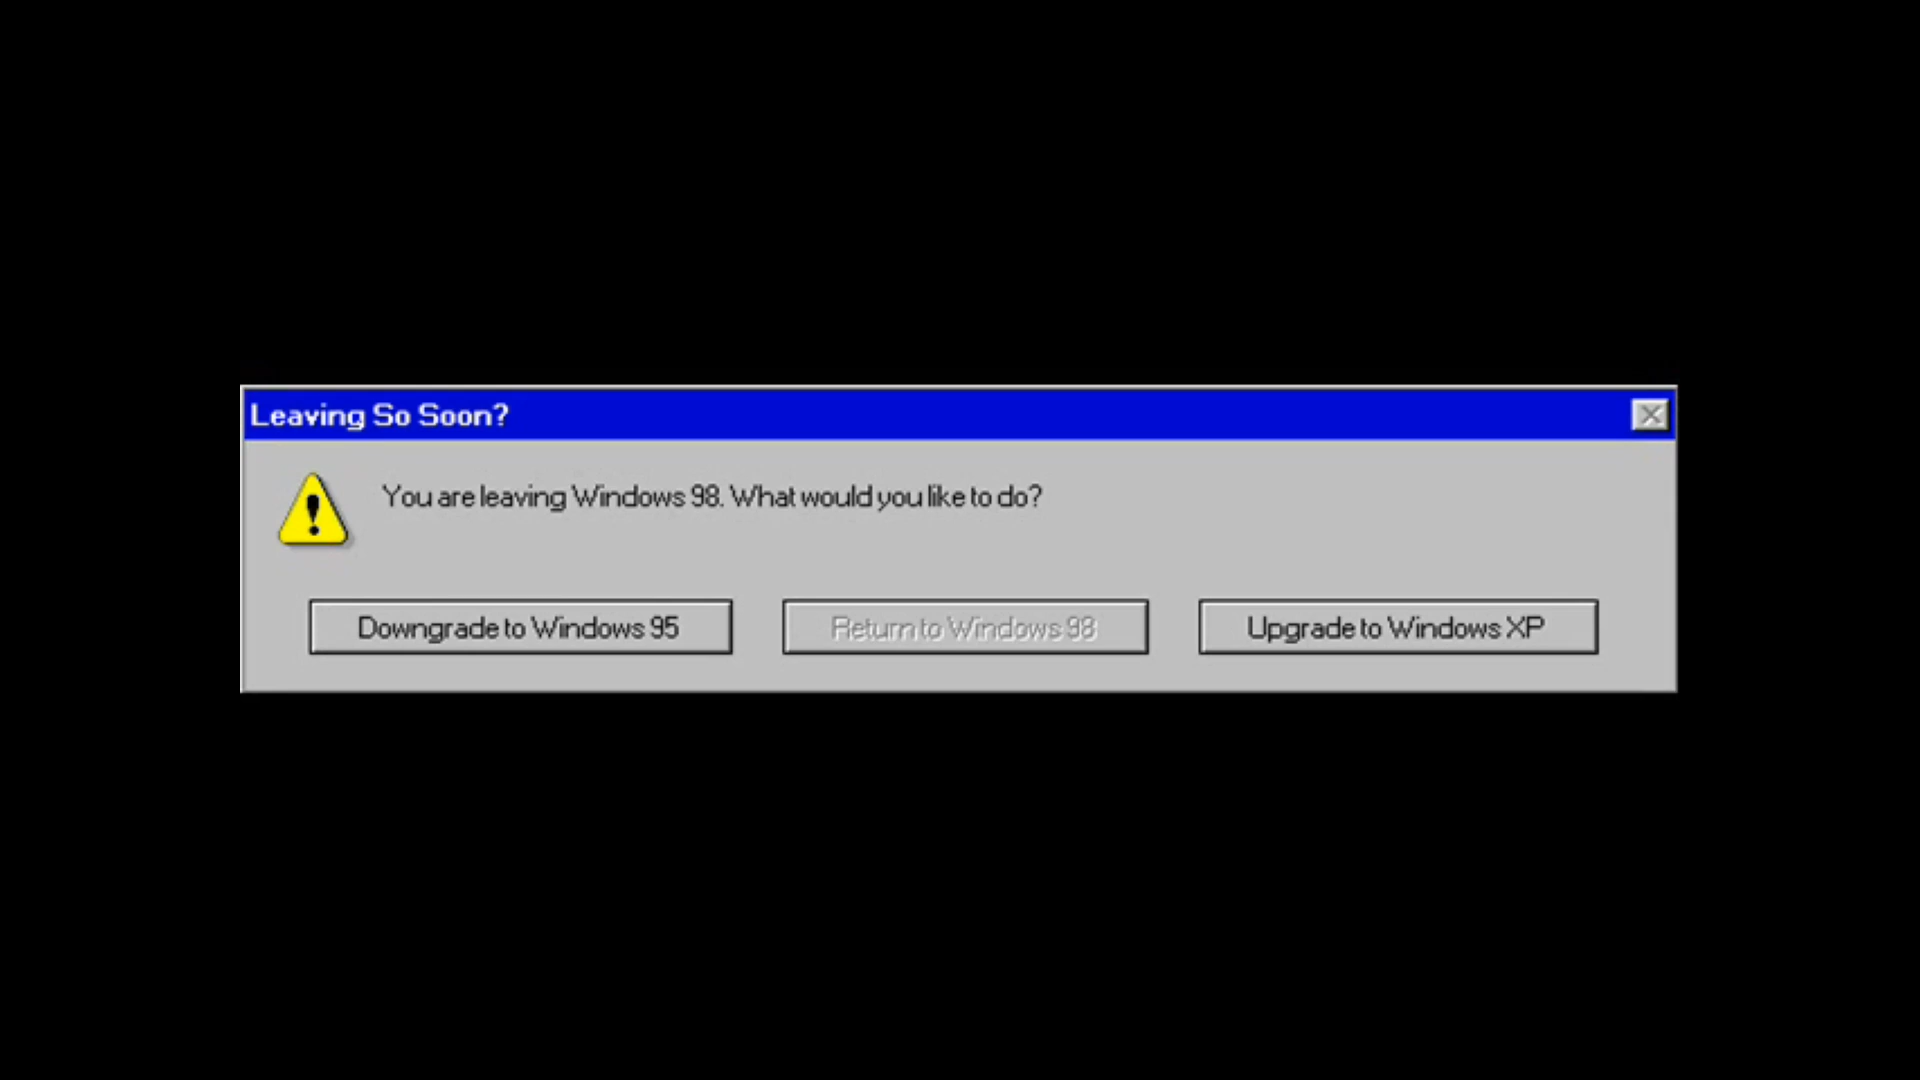 Leaving So Soon?
You are leaving Windows 98. What would you like to do?
Downgrade to Windows 95
Return to Windows 98
Upgrade to Windows XP